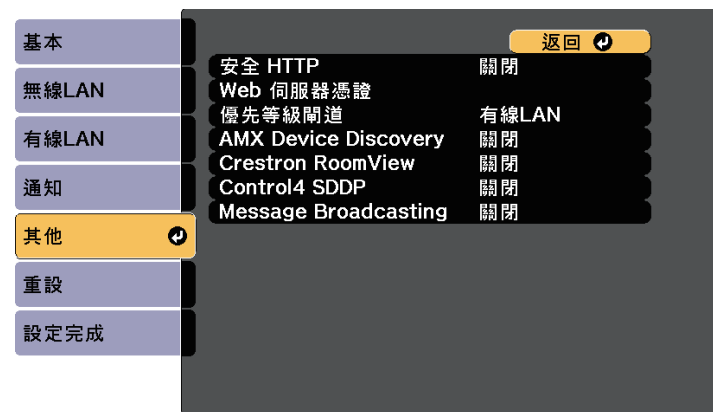 基本
無線LAN
有線LAN
通知
其他
重設
設定完成
返回
安全 HTTP 關閉
Web 伺服器憑證
優先等級閘道 有線LAN
AMX Device Discovery 關閉
Crestron RoomView 關閉
Control4 SDDP 關閉
Message Broadcasting 關閉